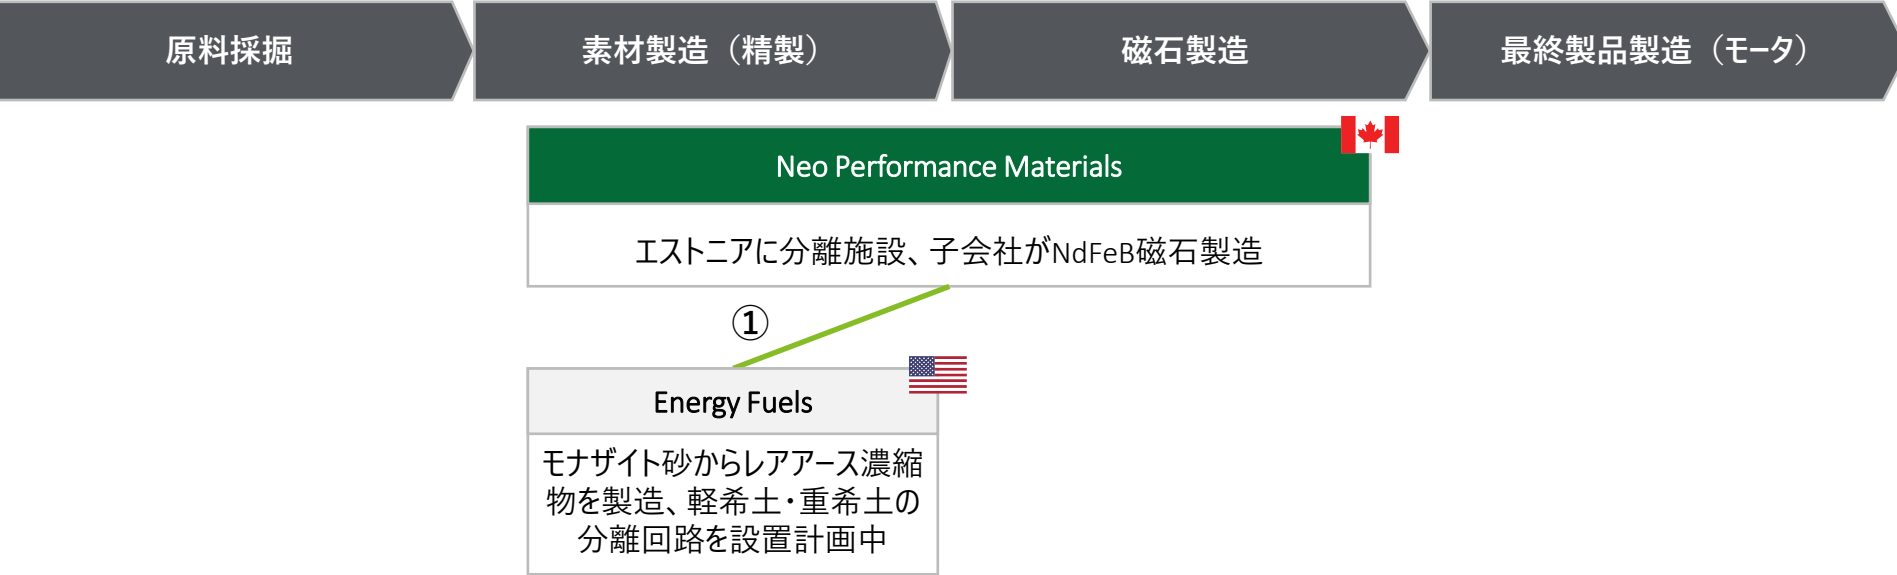 原料採掘
素材製造（精製）
磁石製造
最終製品製造（モータ）
Neo Performance Materials
エストニアに分離施設、子会社がNdFeB磁石製造
①
Energy Fuels
モナザイト砂からレアアース濃縮
物を製造、軽希土・重希土の
分離回路を設置計画中